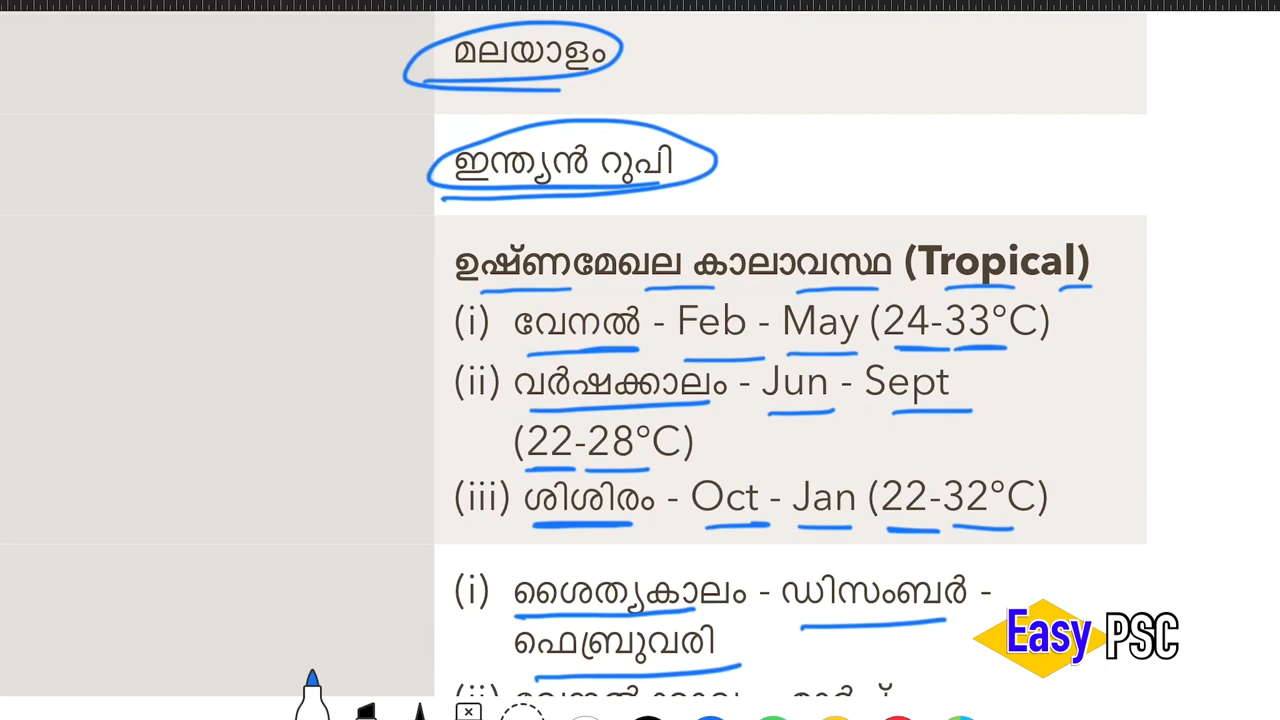 മലയാളം
ഇന്ത്യൻ റുപി
ഉഷ്ണമേഖല കാലാവസ്ഥ (Tropical)
(i) വേനൽ - Feb - May (24-33°C)
(ii) വർഷക്കാലം - Jun - Sept
(22-28°C)
(iii) ശിശിരം - Oct - Jan (22-32°C)
(i) ശൈത്യകാലം - ഡിസംബർ -
ഫെബ്രുവരി
Easy PSC